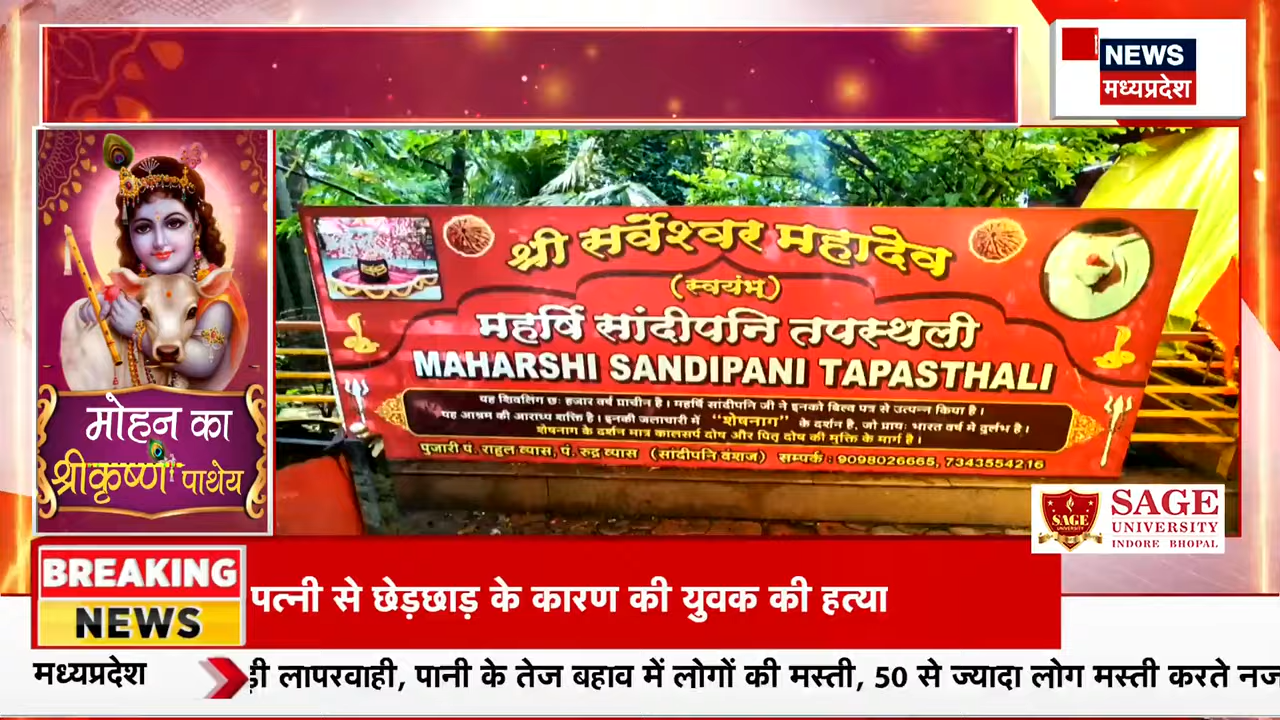 NEWS
मध्यप्रदेश
श्री सर्वेश्वर महादेव
(स्वयंभू)
महर्षि सांदीपनि तपस्थली
MAHARSHI SANDIPANI TAPASTHALI
यह शिवलिंग छः हजार वर्ष प्राचीन है। महर्षि सांदीपनि जी ने इनको बिल्व पत्र से उत्पन्न किया है।
यह आश्रम की आराध्य शक्ति है। इनकी जलाधारी में "शेषनाग" के दर्शन है, जो प्रायः भारत वर्ष मे दुर्लभ है।
शेषनाग के दर्शन मात्र कालसर्प दोष और पितृ दोष की मुक्ति के मार्ग है।
पुजारी पं. राहुल व्यास, पं. रुद्र व्यास (सांदीपनि वंशज) सम्पर्क : 9098026665, 7343554216
मोहन का
श्रीकृष्ण पाथेय
SAGE
SAGE
UNIVERSITY
INDORE BHOPAL
BREAKING
NEWS
पत्नी से छेड़छाड़ के कारण की युवक की हत्या
मध्यप्रदेश
ही लापरवाही, पानी के तेज बहाव में लोगों की मस्ती, 50 से ज्यादा लोग मस्ती करते नज